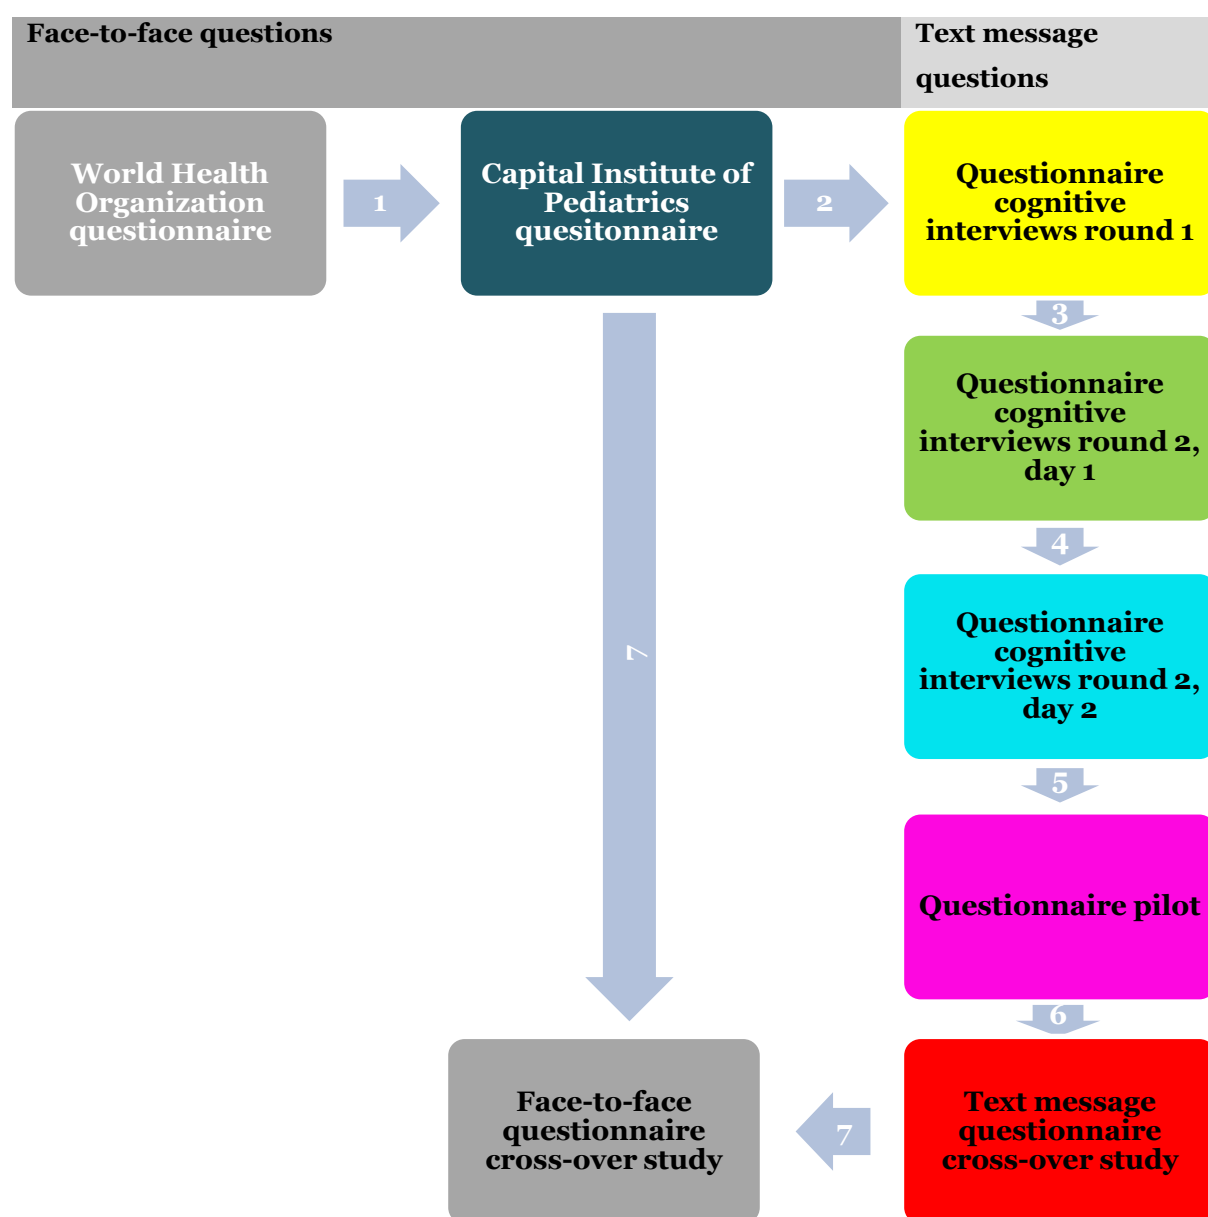 Face-to-face questions
Text message
questions
World Health
Organization
questionnaire
1
Capital Institute of
Pediatrics
quesitonnaire
2
Questionnaire
cognitive
interviews round 1
3
Questionnaire
cognitive
interviews round 2,
day 1
4
Questionnaire
cognitive
interviews round 2,
day 2
7
5
Questionnaire pilot
6
Face-to-face
questionnaire
cross-over study
7
Text message
questionnaire
cross-over study